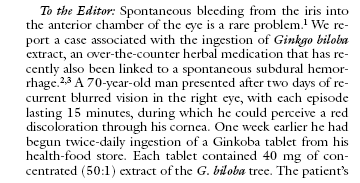 To the Editor: Spontaneous bleeding from the iris into
the anterior chamber of the eye is a rare problem.1 We re-
port a case associated with the ingestion of Ginkgo biloba
extract, an over-the-counter herbal medication that has re-
cently also been linked to a spontaneous subdural hemor-
rhage.2,3 A 70-year-old man presented after two days of re-
current blurred vision in the right eye, with each episode
lasting 15 minutes, during which he could perceive a red
discoloration through his cornea. One week earlier he had
begun twice-daily ingestion of a Ginkoba tablet from his
health-food store. Each tablet contained 40 mg of con-
centrated (50:1) extract of the G. biloba tree. The patient's